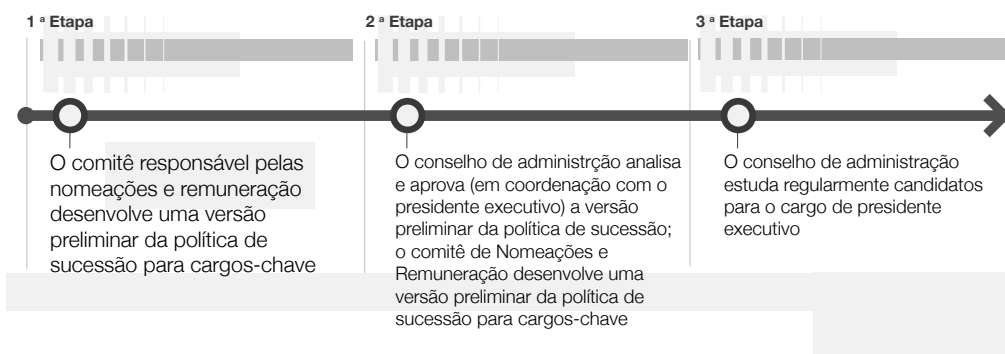 1 ª Etapa
O comitê responsável pelas
nomeações e remuneração
desenvolve uma versão
preliminar da política de
sucessão para cargos-chave
2 ª Etapa
O conselho de administrção analisa
e aprova (em coordenação com o
presidente executivo) a versão
preliminar da política de sucessão;
o comitê de Nomeações e
Remuneração desenvolve uma
versão preliminar da política de
sucessão para cargos-chave
3 ª Etapa
O conselho de administração
estuda regularmente candidatos
para o cargo de presidente
executivo